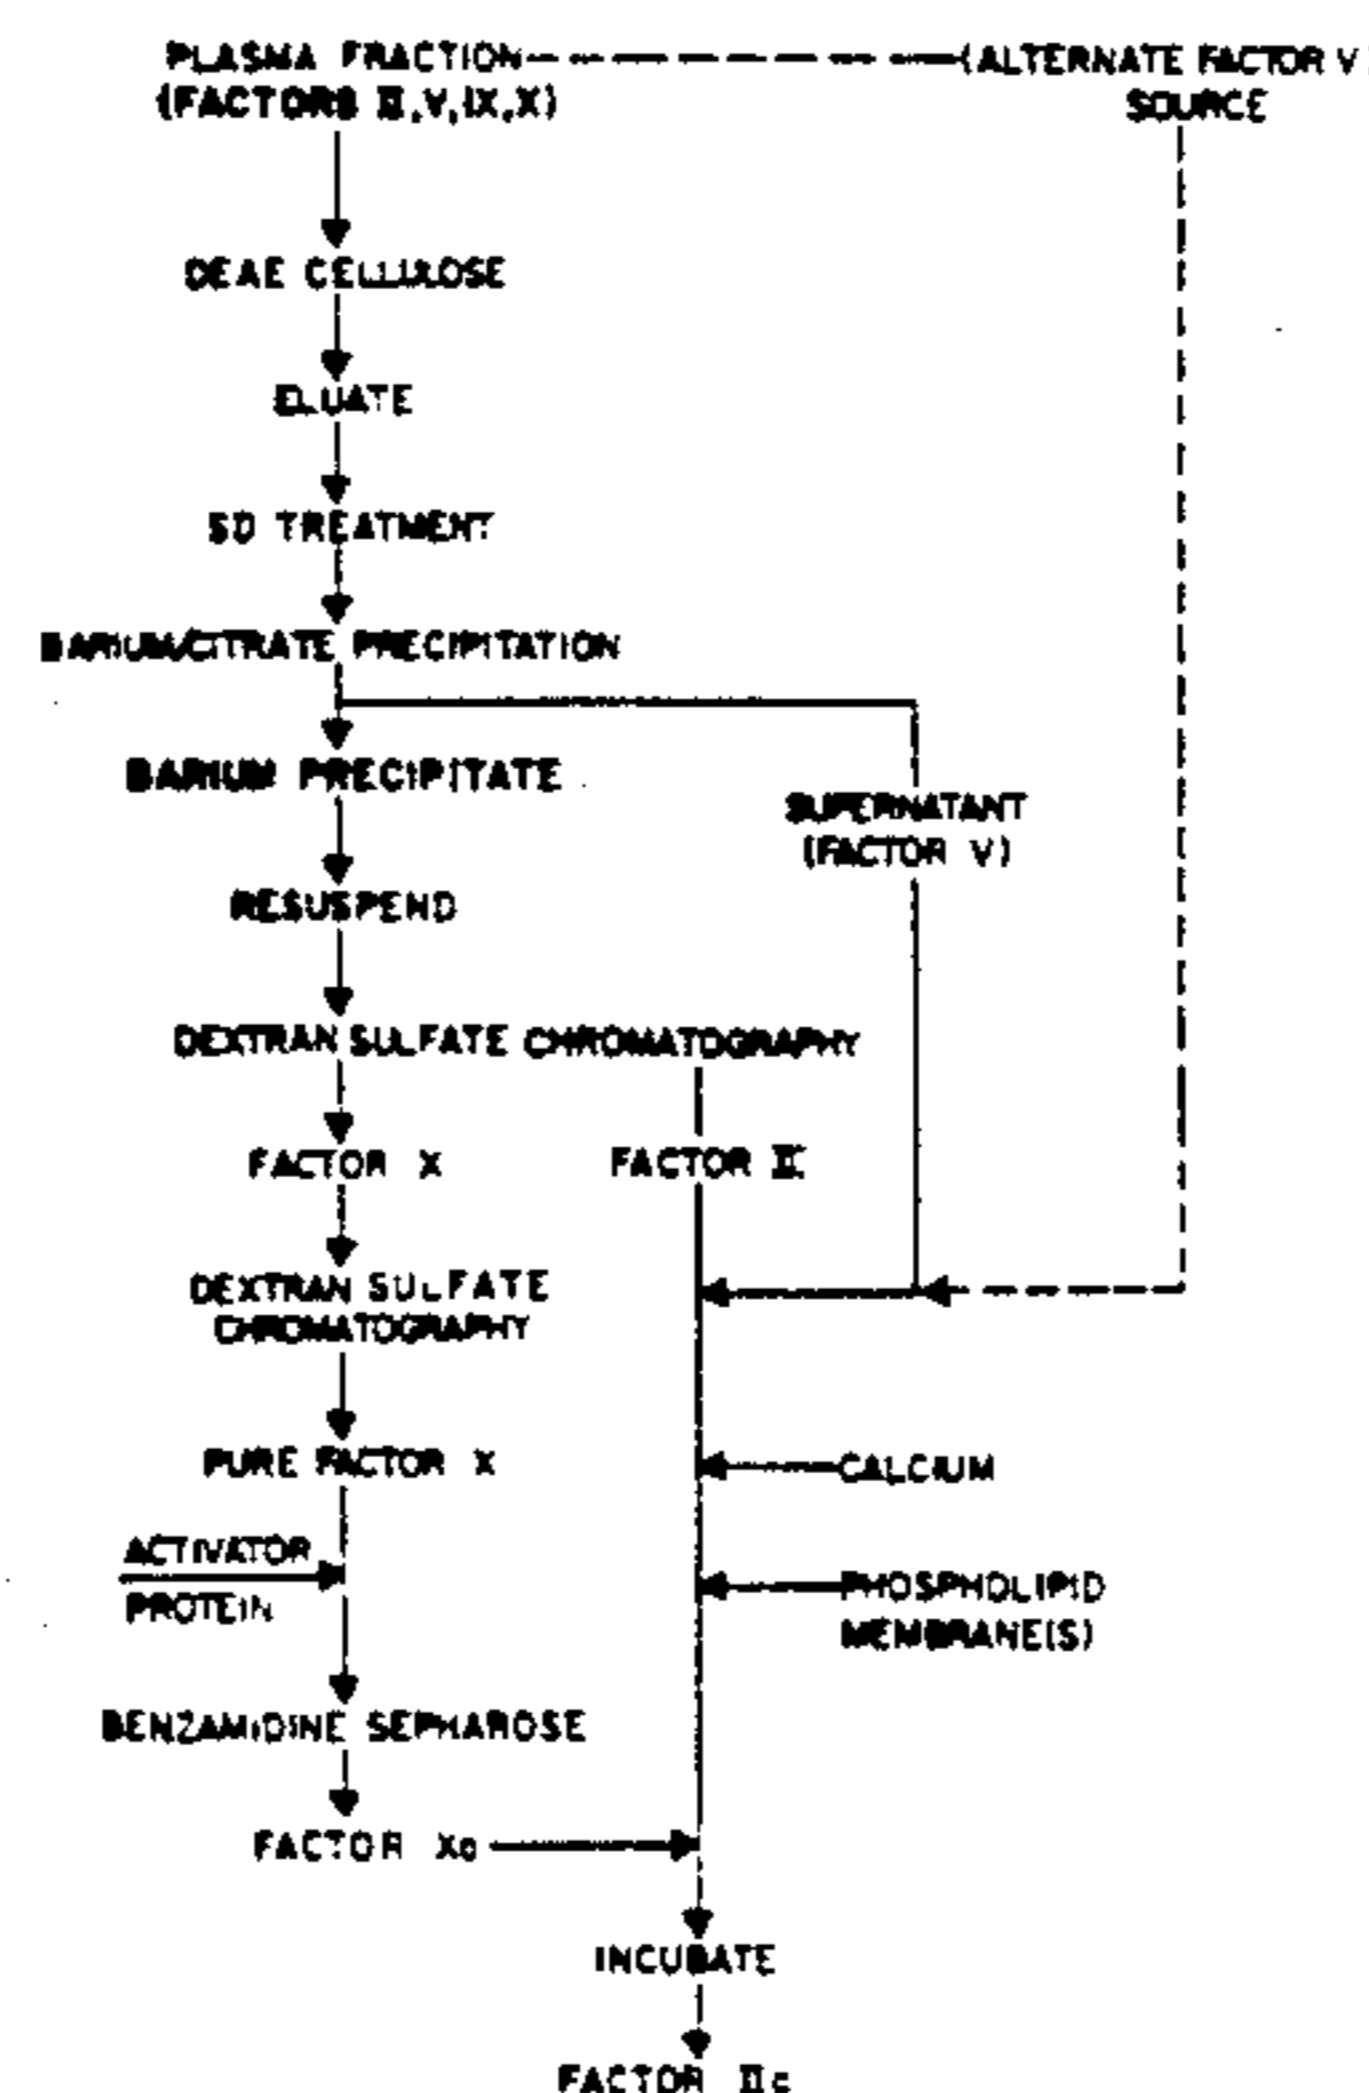 PLASMA FRACTION
(FACTORS II,V,IX,X)
(ALTERNATE FACTOR V)
SOURCE
DEAE CELLULOSE
ELUATE
SD TREATMENT
BARIUM/CITRATE PRECIPITATION
BARIUM PRECIPITATE
SUPERNATANT
(FACTOR V)
RESUSPEND
DEXTRAN SULFATE CHROMATOGRAPHY
FACTOR X
FACTOR II
DEXTRAN SULFATE
CHROMATOGRAPHY
PURE FACTOR X
CALCIUM
ACTIVATOR
PROTEIN
PHOSPHOLIPID
MEMBRANE(S)
BENZAMIDINE SEPHAROSE
FACTOR Xa
INCUBATE
FACTOR IIa